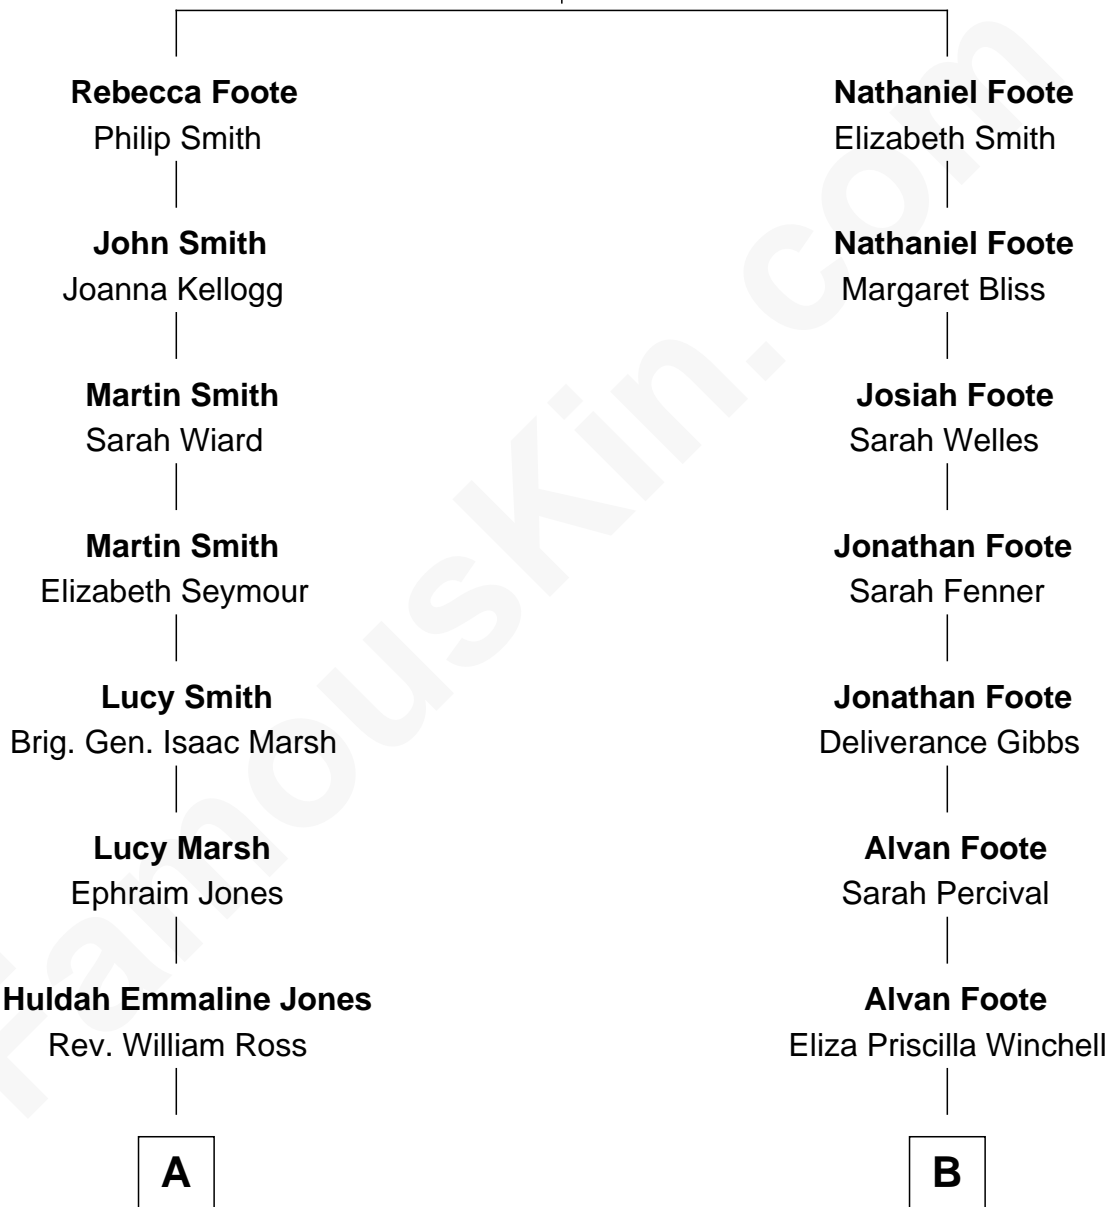 Rebecca Foote
Philip Smith
Nathaniel Foote
Elizabeth Smith
John Smith
Joanna Kellogg
Nathaniel Foote
Margaret Bliss
Martin Smith
Sarah Wiard
Josiah Foote
Sarah Welles
Martin Smith
Elizabeth Seymour
Jonathan Foote
Sarah Fenner
Lucy Smith
Brig. Gen. Isaac Marsh
Jonathan Foote
Deliverance Gibbs
Lucy Marsh
Ephraim Jones
Alvan Foote
Sarah Percival
Huldah Emmaline Jones
Rev. William Ross
Alvan Foote
Eliza Priscilla Winchell
A
B
FamousKin.com